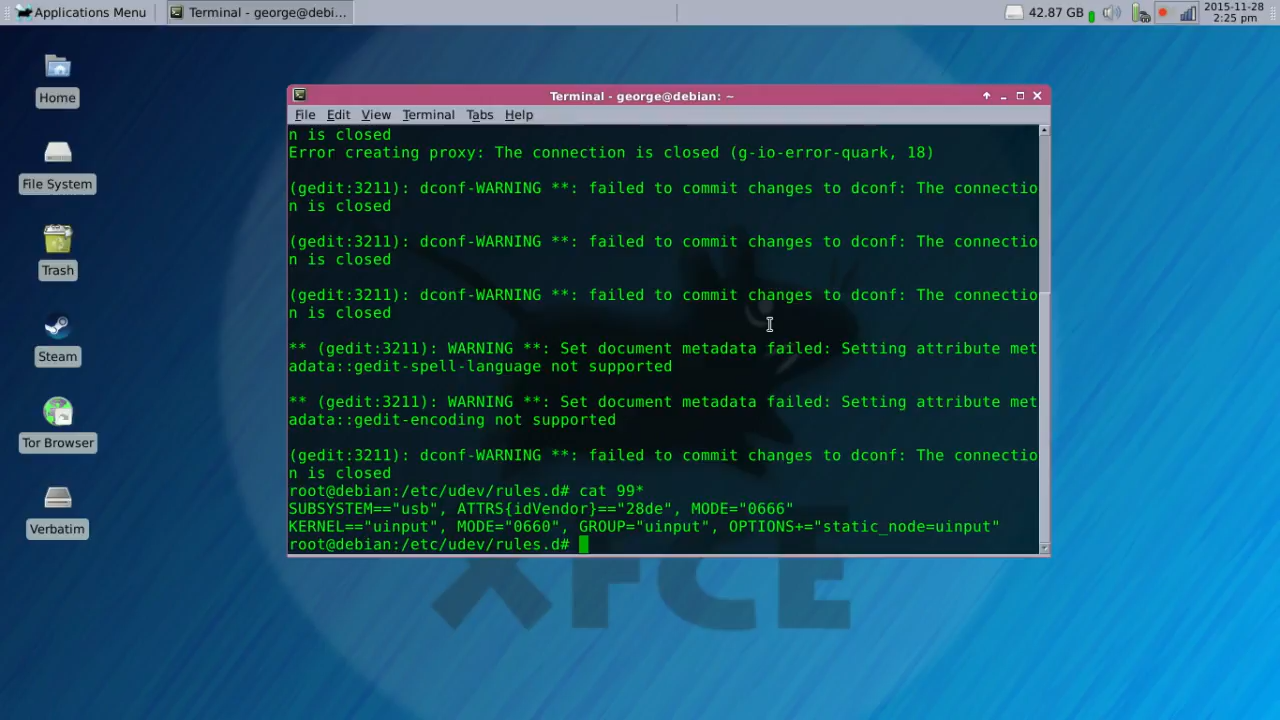 Applications Menu
Terminal - george@debi...
42.87 GB
2015-11-28
2:25 pm
Home
File System
Trash
Steam
Tor Browser
Verbatim
Terminal - george@debian: ~
File Edit View Terminal Tabs Help
n is closed
Error creating proxy: The connection is closed (g-io-error-quark, 18)
(gedit:3211): dconf-WARNING **: failed to commit changes to dconf: The connectio
n is closed
(gedit:3211): dconf-WARNING **: failed to commit changes to dconf: The connectio
n is closed
(gedit:3211): dconf-WARNING **: failed to commit changes to dconf: The connectio
n is closed
** (gedit:3211): WARNING **: Set document metadata failed: Setting attribute met
adata::gedit-spell-language not supported
** (gedit:3211): WARNING **: Set document metadata failed: Setting attribute met
adata::gedit-encoding not supported
(gedit:3211): dconf-WARNING **: failed to commit changes to dconf: The connectio
n is closed
root@debian:/etc/udev/rules.d# cat 99*
SUBSYSTEM=="usb", ATTRS{idVendor}=="28de", MODE="0666"
KERNEL=="uinput", MODE="0660", GROUP="uinput", OPTIONS+="static_node=uinput"
root@debian:/etc/udev/rules.d#
XFCE